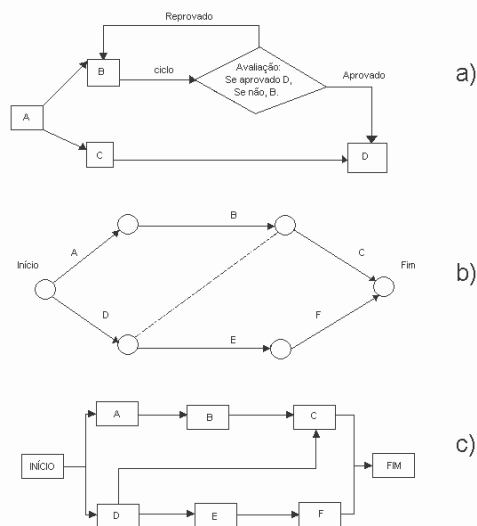 Reprovado
B
ciclo
Avaliação:
Se aprovado D,
Se não, B.
Aprovado
a)
A
C
D
B
A
C
Início
Fim
b)
D
F
E
A
B
C
c)
INÍCIO
FIM
D
E
F